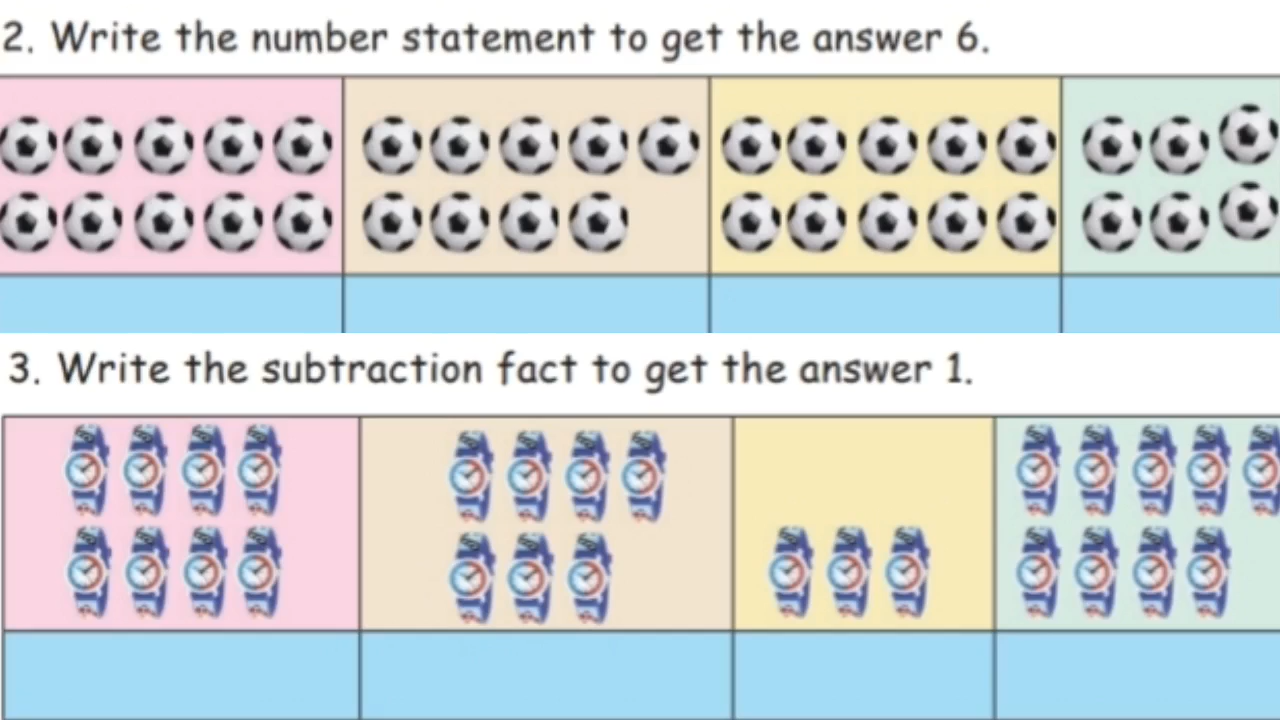 2. Write the number statement to get the answer 6.
3. Write the subtraction fact to get the answer 1.